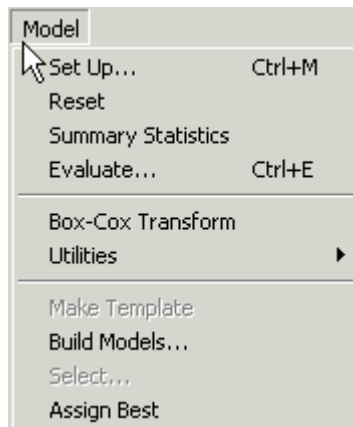 Model
Set Up... Ctrl+M
Reset
Summary Statistics
Evaluate... Ctrl+E
Box-Cox Transform
Utilities
Make Template
Build Models...
Select...
Assign Best